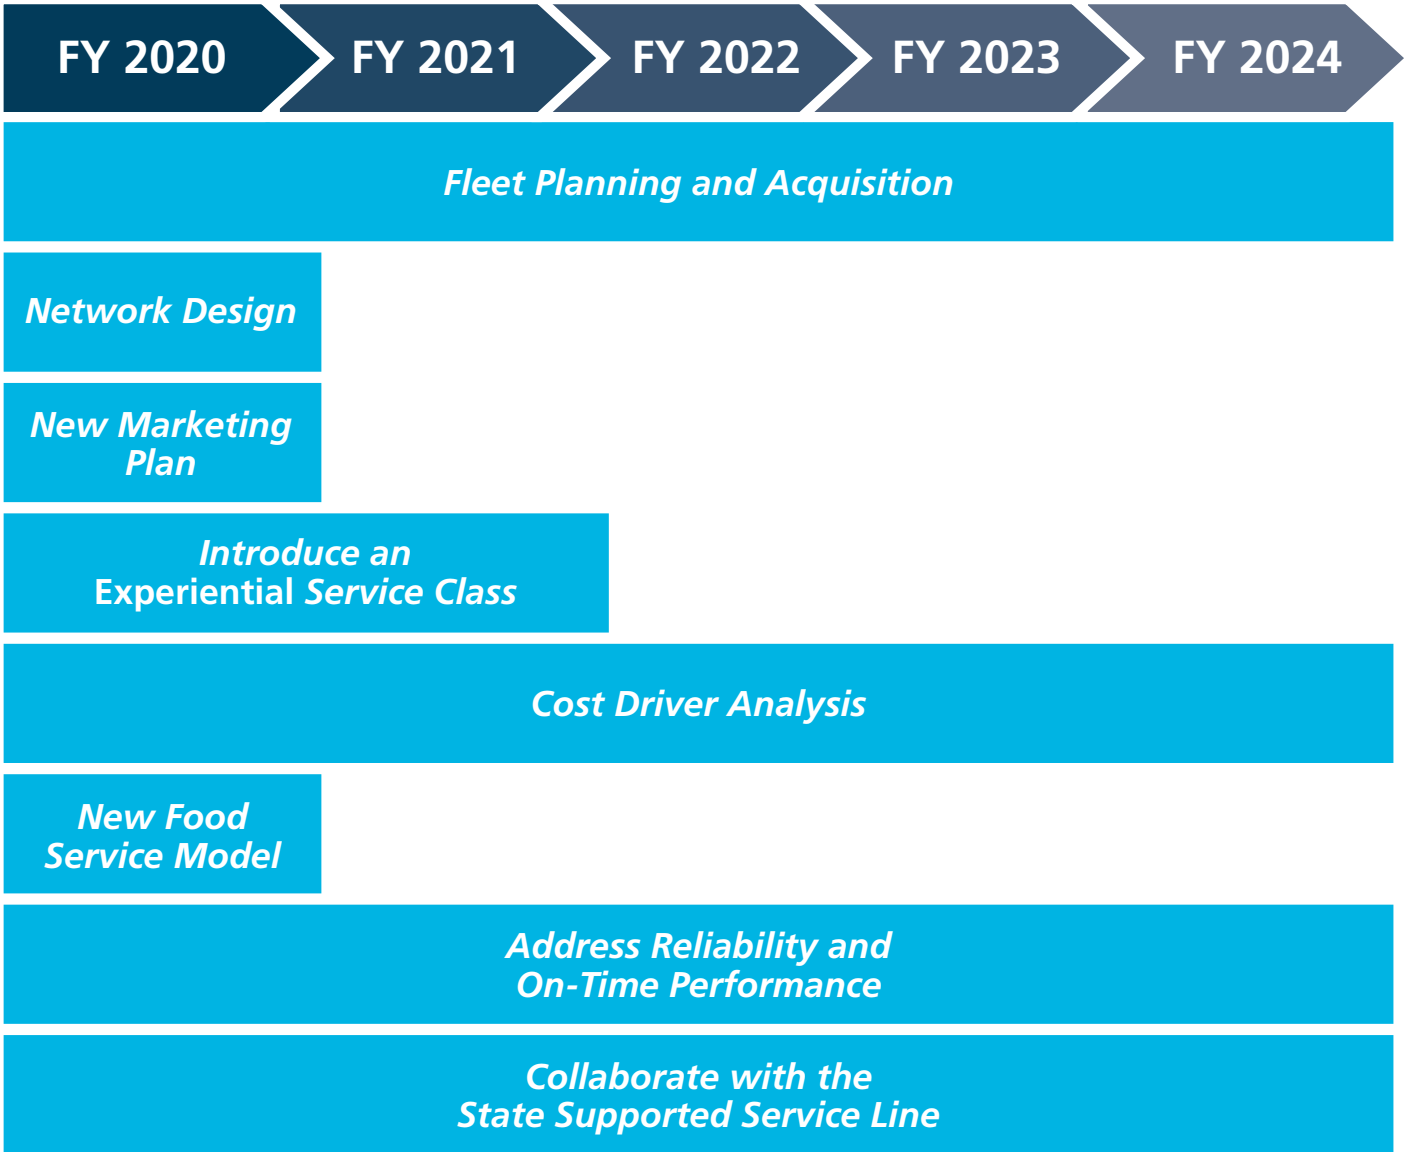 FY 2020 FY 2021 FY 2022 FY 2023 FY 2024
Fleet Planning and Acquisition
Network Design
New Marketing
Plan
Introduce an
Experiential Service Class
Cost Driver Analysis
New Food
Service Model
Address Reliability and
On-Time Performance
Collaborate with the
State Supported Service Line